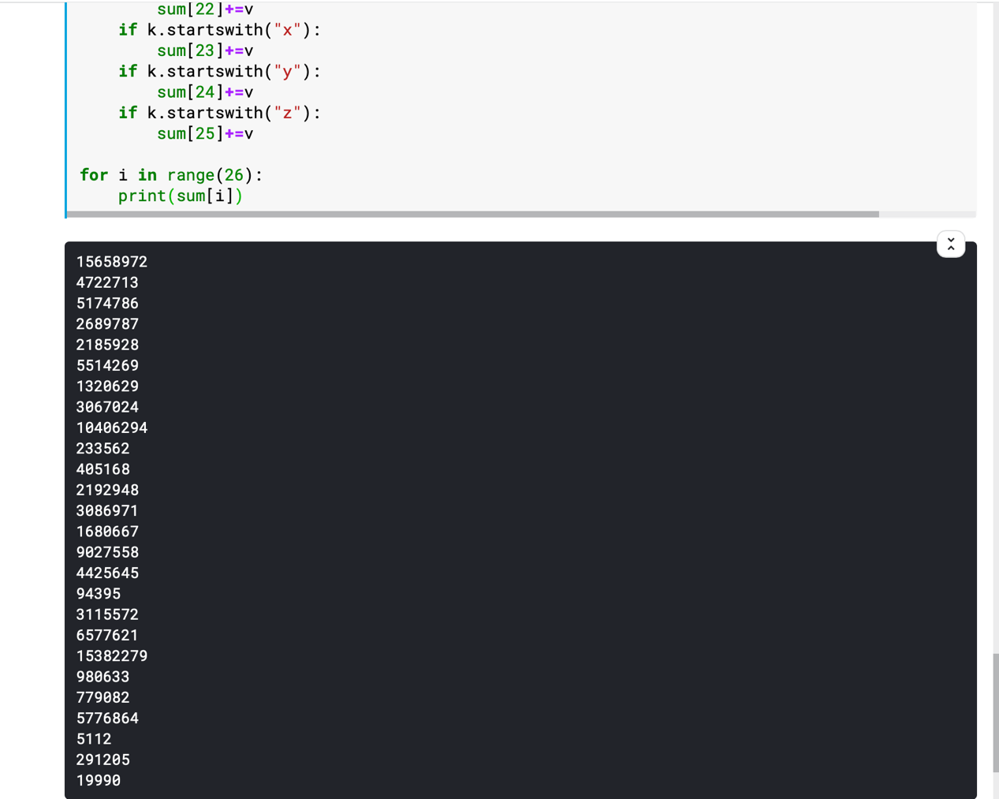 sum[22]+=v
    if k.startswith("x"):
        sum[23]+=v
    if k.startswith("y"):
        sum[24]+=v
    if k.startswith("z"):
        sum[25]+=v
for i in range(26):
    print(sum[i])
15658972
4722713
5174786
2689787
2185928
5514269
1320629
3067024
10406294
233562
405168
2192948
3086971
1680667
9027558
4425645
94395
3115572
6577621
15382279
980633
779082
5776864
5112
291205
19990